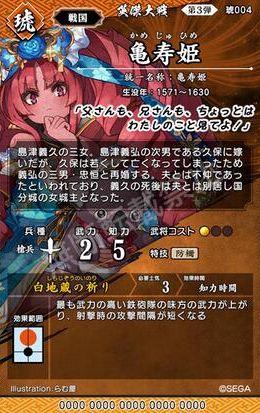 琥
戦国
英傑大戦
第3弾
琥004
かめじゅひめ
亀寿姫
統一名称：亀寿姫
生没年：1571～1630
「父さんも、兄さんも、ちょっとは
わたしのこと見てよ！」
島津義久の三女。島津義弘の次男である久保に嫁
いだが、久保は若くして亡くなってしまったため
義弘の三男・忠恒と再婚する。夫とは不仲であっ
たといわれており、義久の死後は夫とは別居し国
分城の女城主となった。
兵種 武力 知力 武将コスト
槍兵 2 5 特技 防柵
しもじぞうのいのり
白地蔵の祈り
必要士気 3
効果時間 知力時間
効果範囲
最も武力の高い鉄砲隊の味方の武力が上が
り、射撃時の攻撃間隔が短くなる
Illustration:らむ屋
©SEGA
0000 0000 0000 0000 0000